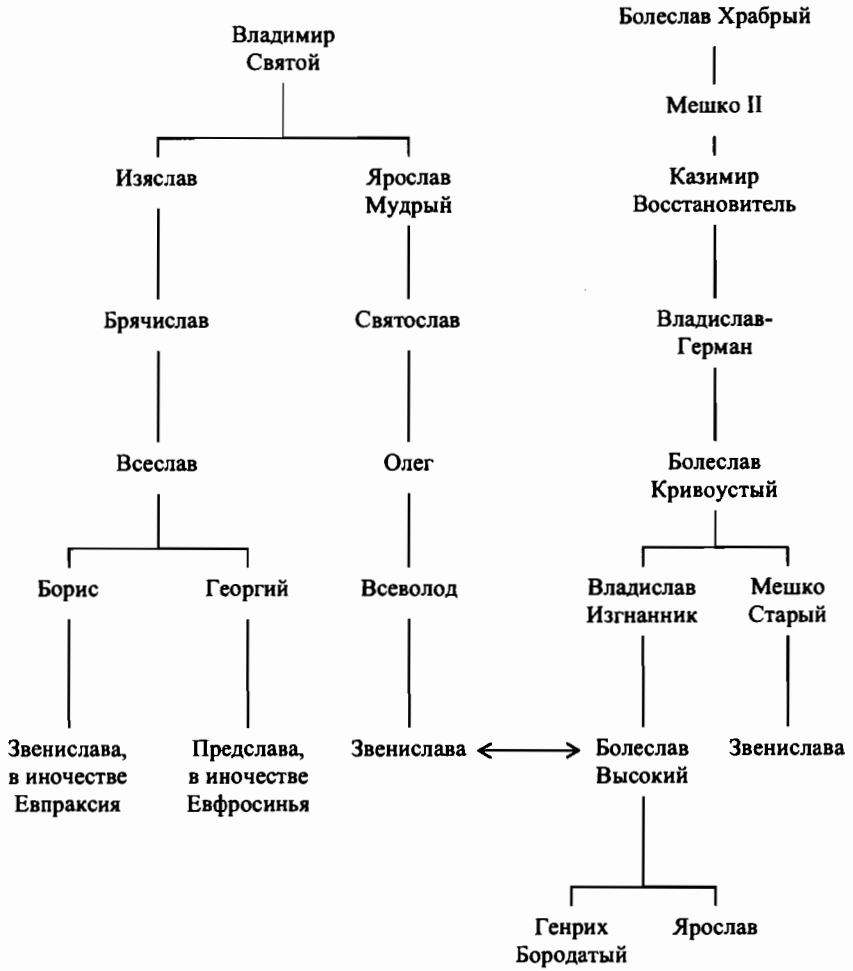 Владимир
Святой
Болеслав Храбрый
Мешко II
Изяслав
Ярослав
Мудрый
Казимир
Восстановитель
Брячислав
Святослав
Владислав-
Герман
Всеслав
Олег
Болеслав
Кривоустый
Борис
Георгий
Всеволод
Владислав
Изгнанник
Мешко
Старый
Звенислава,
в иночестве
Евпраксия
Предслава,
в иночестве
Евфросинья
Звенислава
Болеслав
Высокий
Звенислава
Генрих
Бородатый
Ярослав